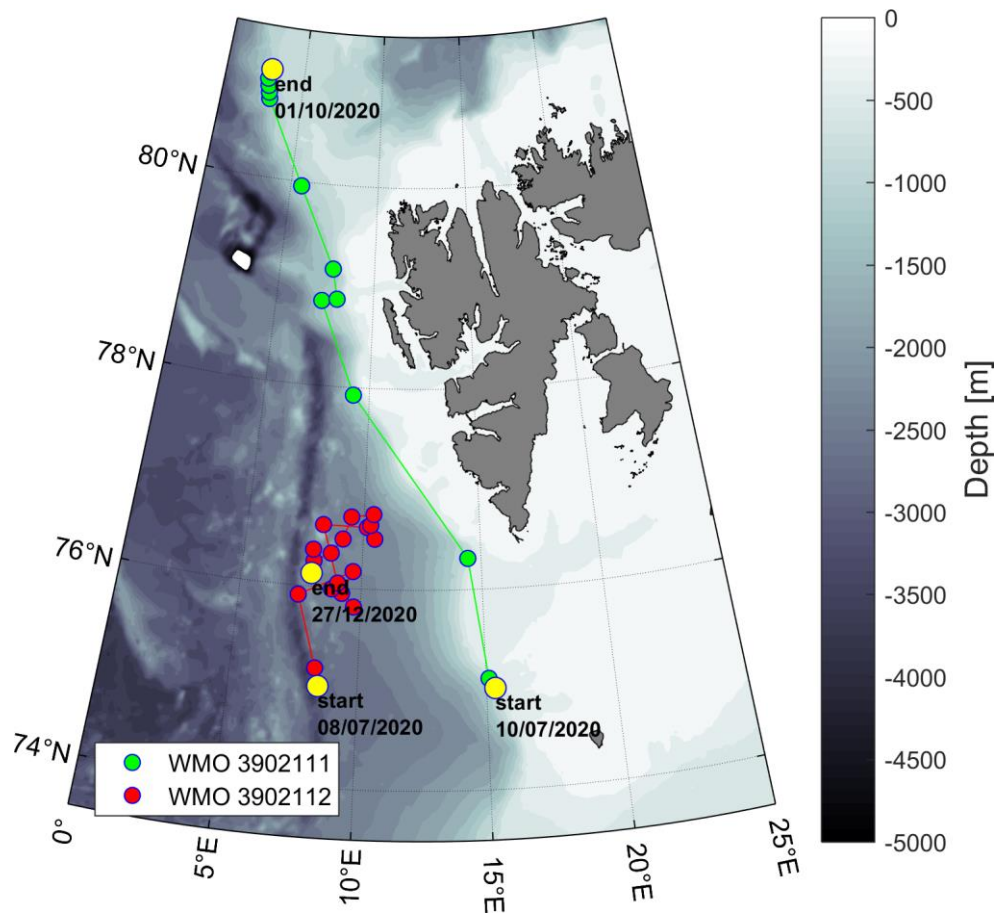 end
01/10/2020
80°N
78°N
76°N
74°N
end
27/12/2020
start
08/07/2020
start
10/07/2020
WMO 3902111
WMO 3902112
0°
5°E
10°E
15°E
20°E
25°E
0
-500
-1000
-1500
-2000
-2500
-3000
-3500
-4000
-4500
-5000
Depth [m]